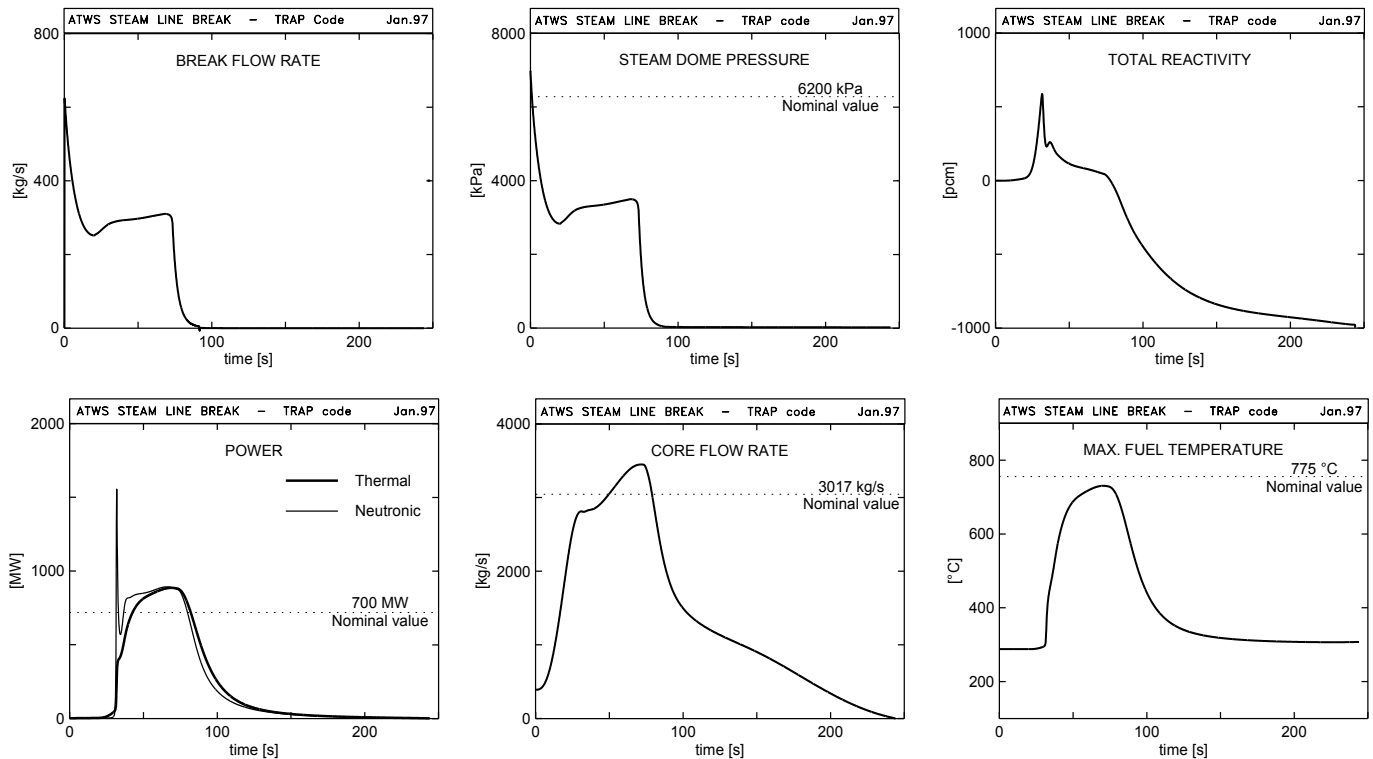 ATWS STEAM LINE BREAK – TRAP Code Jan.97
800
BREAK FLOW RATE
[kg/s]
400
0
0 100 200
time [s]
ATWS STEAM LINE BREAK – TRAP code Jan.97
8000
STEAM DOME PRESSURE
6200 kPa
Nominal value
[kPa]
4000
0
0 100 200
time [s]
ATWS STEAM LINE BREAK – TRAP code Jan.97
1000
TOTAL REACTIVITY
[pcm]
0
-1000
0 100 200
time [s]
ATWS STEAM LINE BREAK – TRAP code Jan.97
2000
POWER
Thermal
Neutronic
[MW]
1000
700 MW
Nominal value
0
0 100 200
time [s]
ATWS STEAM LINE BREAK – TRAP code Jan.97
4000
CORE FLOW RATE
3017 kg/s
Nominal value
[kg/s]
2000
0
0 100 200
time [s]
ATWS STEAM LINE BREAK – TRAP code Jan.97
MAX. FUEL TEMPERATURE
800
775 °C
Nominal value
600
[°C]
400
200
0 100 200
time [s]